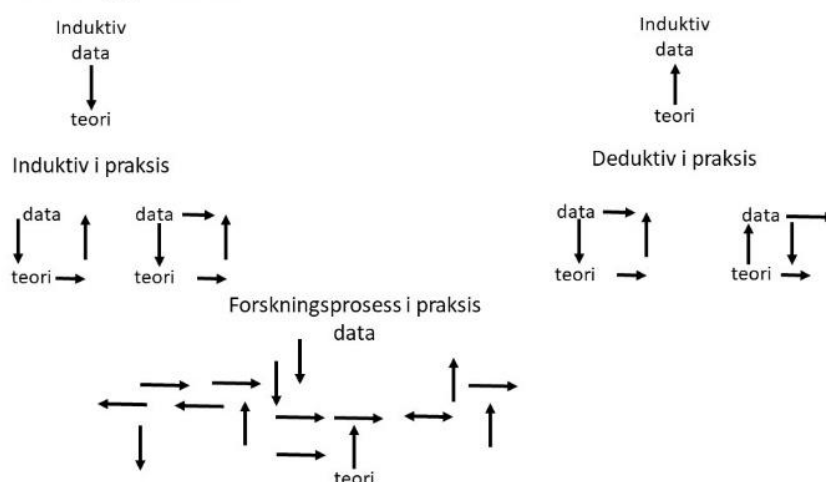 Induktiv
data
teori
Induktiv
data
teori
Induktiv i praksis
Deduktiv i praksis
data data
teori teori
data data
teori teori
Forskningsprosess i praksis
data
teori